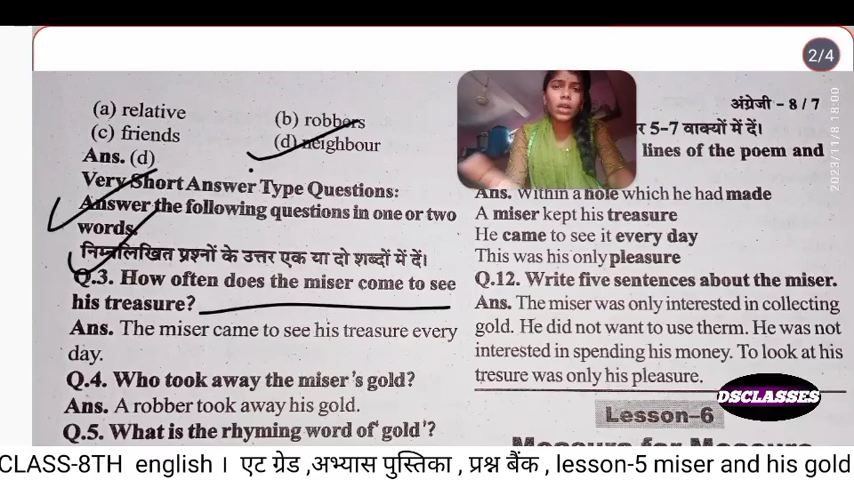 2/4
(a) relative
(b) robbers
(c) friends
(d) neighbour
Ans. (d)
Very Short Answer Type Questions:
Answer the following questions in one or two
words.
निम्नलिखित प्रश्नों के उत्तर एक या दो शब्दों में दें।
Q.3. How often does the miser come to see
his treasure?
Ans. The miser came to see his treasure every
day.
Q.4. Who took away the miser's gold?
Ans. A robber took away his gold.
Q.5. What is the rhyming word of 'gold'?
अंग्रेजी - 8 / 7
र 5-7 वाक्यों में दें।
lines of the poem and
Ans. Within a hole which he had made
A miser kept his treasure
He came to see it every day
This was his only pleasure
Q.12. Write five sentences about the miser.
Ans. The miser was only interested in collecting
gold. He did not want to use therm. He was not
interested in spending his money. To look at his
tresure was only his pleasure.
DSCLASSES
Lesson-6
Measure for Measure
2023/11/8 18:00
CLASS-8TH english । एट ग्रेड ,अभ्यास पुस्तिका , प्रश्न बैंक , lesson-5 miser and his gold